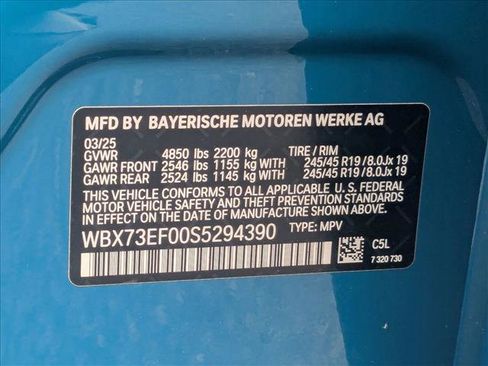 MFD BY BAYERISCHE MOTOREN WERKE AG
03/25
GVWR 4850 lbs 2200 kg TIRE / RIM
GAWR FRONT 2546 lbs 1155 kg WITH 245/45 R19 / 8.0Jx 19
GAWR REAR 2524 lbs 1145 kg WITH 245/45 R19 / 8.0Jx 19
THIS VEHICLE CONFORMS TO ALL APPLICABLE U. S. FEDERAL
MOTOR VEHICLE SAFETY, BUMPER, AND THEFT PREVENTION STANDARDS
IN EFFECT ON THE DATE OF MANUFACTURE SHOWN ABOVE.
WBX73EF00S5294390 TYPE: MPV
C5L
7 320 730